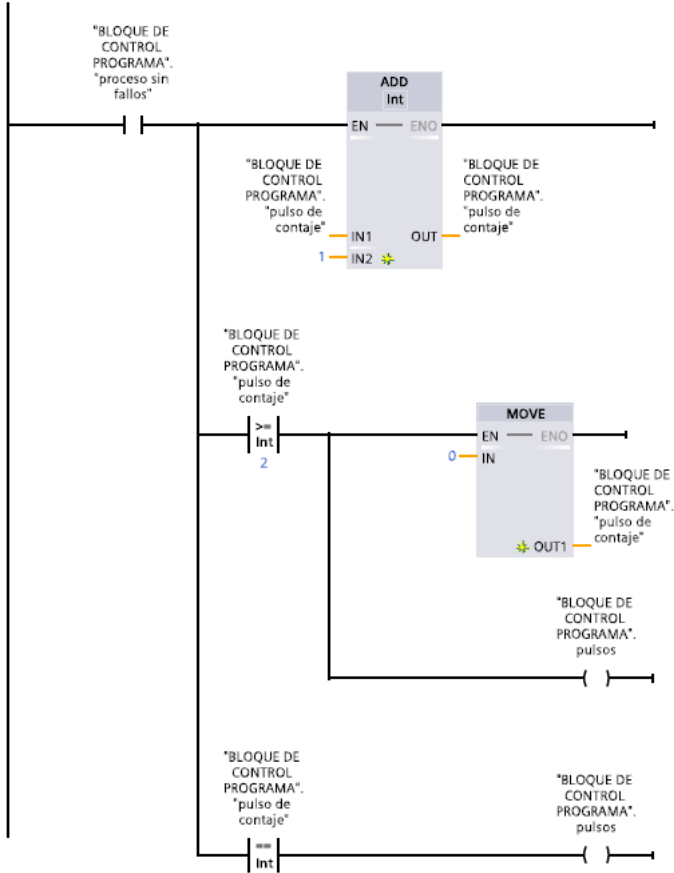 "BLOQUE DE
CONTROL
PROGRAMA".
"proceso sin
fallos"
ADD
Int
EN
ENO
"BLOQUE DE
CONTROL
PROGRAMA".
"pulso de
contaje"
IN1
1
IN2
OUT
"BLOQUE DE
CONTROL
PROGRAMA".
"pulso de
contaje"
"BLOQUE DE
CONTROL
PROGRAMA".
"pulso de
contaje"
>=
Int
2
MOVE
EN
ENO
0
IN
OUT1
"BLOQUE DE
CONTROL
PROGRAMA".
"pulso de
contaje"
"BLOQUE DE
CONTROL
PROGRAMA".
pulsos
"BLOQUE DE
CONTROL
PROGRAMA".
"pulso de
contaje"
==
Int
"BLOQUE DE
CONTROL
PROGRAMA".
pulsos